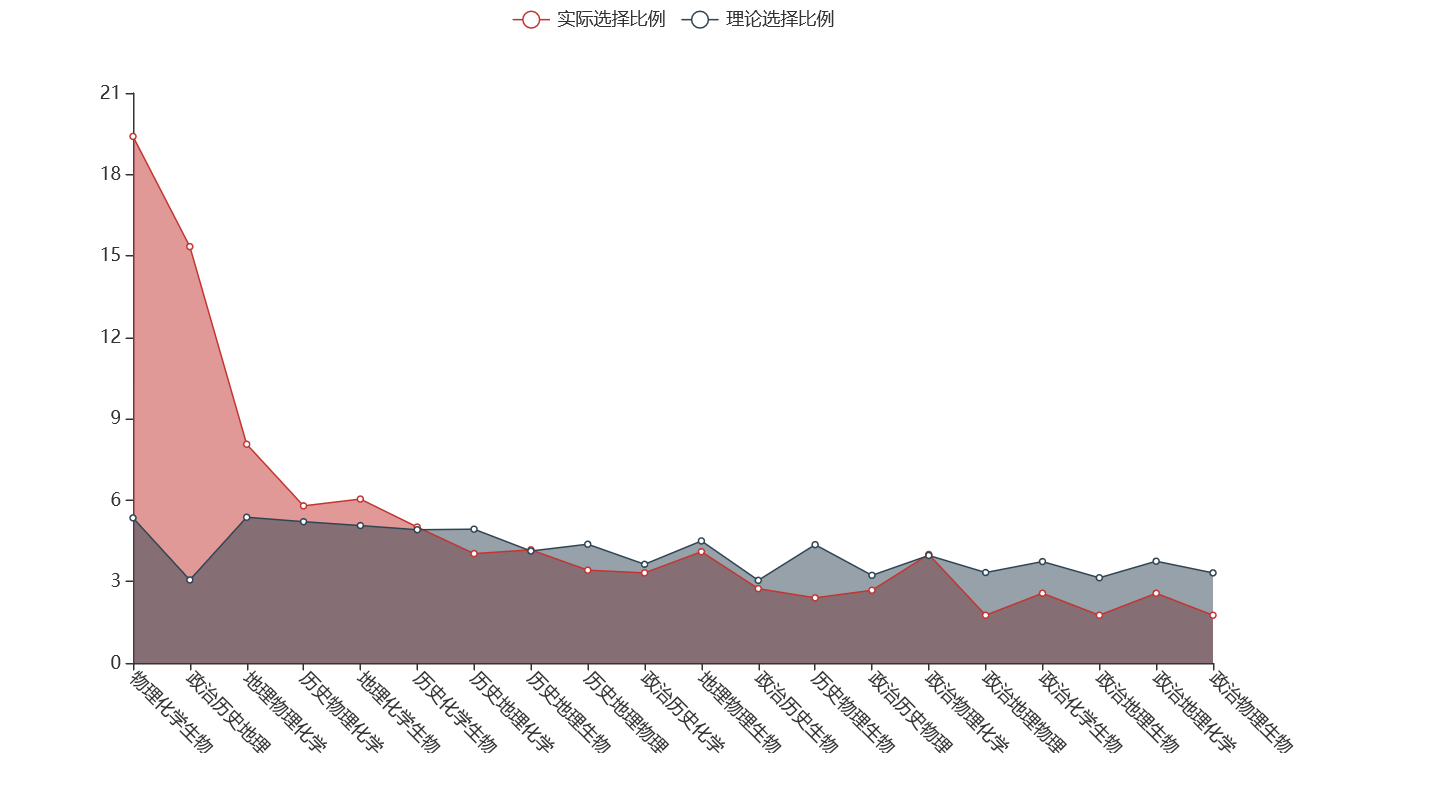 实际选择比例 理论选择比例
21
18
15
12
9
6
3
0
物理化学生物
政治历史地理
地理物理化学
历史物理化学
地理化学生物
历史化学生物
历史地理化学
历史地理生物
历史地理物理
政治历史化学
地理物理生物
政治历史生物
历史物理生物
政治历史物理
政治物理化学
政治地理物理
政治化学生物
政治地理生物
政治地理化学
政治物理生物